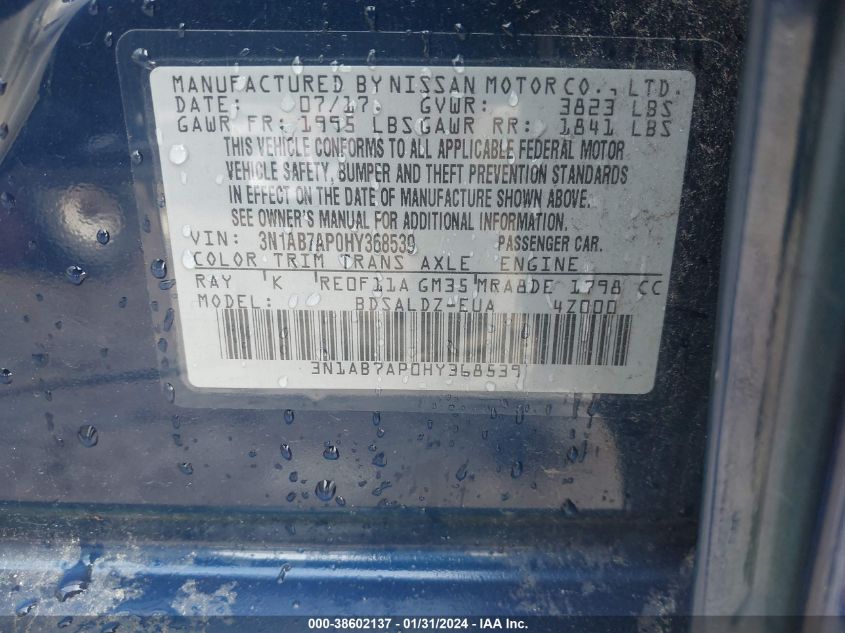 MANUFACTURED BY NISSAN MOTOR CO., LTD.
DATE: 07/17 GVWR: 3823 LBS
GAWR FR: 1995 LBS GAWR RR: 1841 LBS
THIS VEHICLE CONFORMS TO ALL APPLICABLE FEDERAL MOTOR
VEHICLE SAFETY, BUMPER AND THEFT PREVENTION STANDARDS
IN EFFECT ON THE DATE OF MANUFACTURE SHOWN ABOVE.
SEE OWNER'S MANUAL FOR ADDITIONAL INFORMATION.
VIN: 3N1AB7AP0HY368539 PASSENGER CAR.
COLOR TRIM TRANS AXLE ENGINE
RAY K RE0F11A GM35 MRA8DE 1798 CC
MODEL: BDSALDZ-EUA 4Z000
3N1AB7AP0HY368539
000-38602137 - 01/31/2024 - IAA Inc.